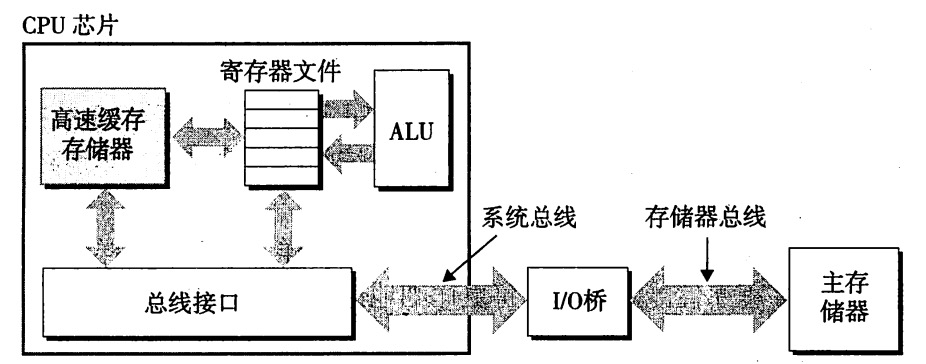 CPU 芯片
寄存器文件
高速缓存
存储器
ALU
系统总线
存储器总线
总线接口
I/O桥
主存
储器